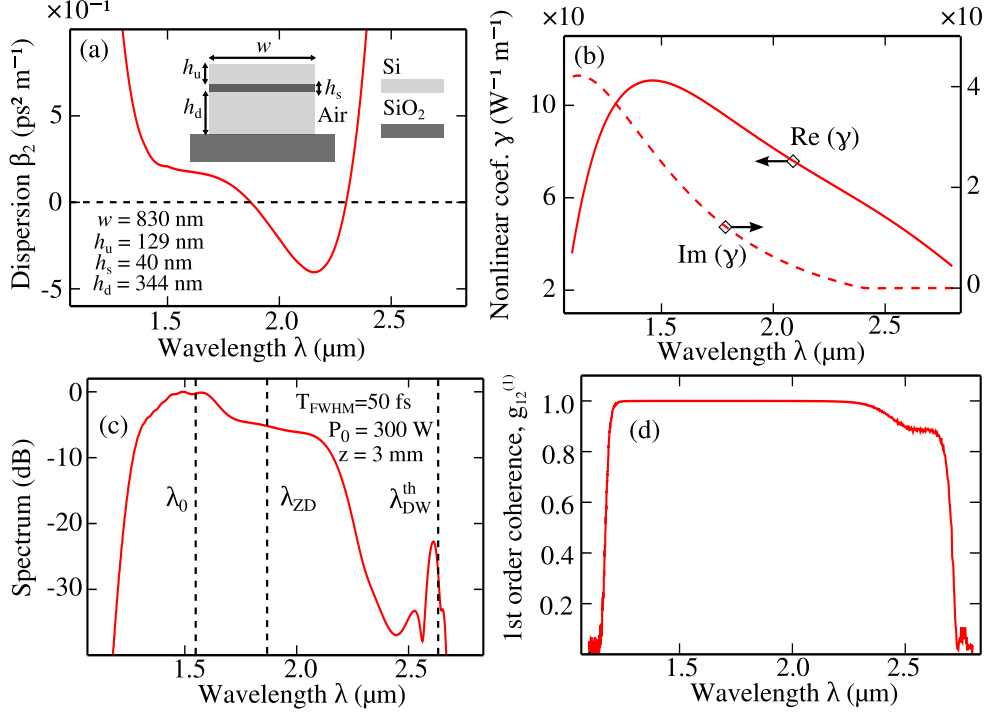 ×10⁻¹
(a)
w
hᵤ
hₛ
h_d
Si
SiO₂
Air
5
0
-5
w = 830 nm
hᵤ = 129 nm
hₛ = 40 nm
h_d = 344 nm
Dispersion β₂ (ps² m⁻¹)
1.5 2.0 2.5
Wavelength λ (μm)
×10
×10
(b)
Re (γ)
Im (γ)
10
6
2
4
2
0
Nonlinear coef. γ (W⁻¹ m⁻¹)
1.5 2.0 2.5
Wavelength λ (μm)
(c)
T_FWHM=50 fs
P₀ = 300 W
z = 3 mm
λ₀
λ_ZD
λ_DW^th
0
-10
-20
-30
Spectrum (dB)
1.5 2.0 2.5
Wavelength λ (μm)
(d)
1.0
0.8
0.6
0.4
0.2
1st order coherence, g₁₂⁽¹⁾
1.5 2.0 2.5
Wavelength λ (μm)